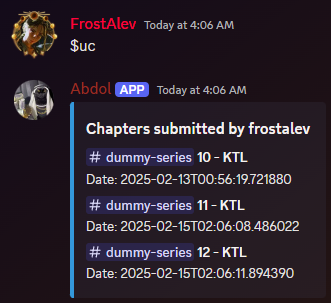 FrostAlev Today at 4:06 AM
$uc
Abdol APP Today at 4:06 AM
Chapters submitted by frostalev
# dummy-series 10 - KTL
Date: 2025-02-13T00:56:19.721880
# dummy-series 11 - KTL
Date: 2025-02-15T02:06:08.486022
# dummy-series 12 - KTL
Date: 2025-02-15T02:06:11.894390